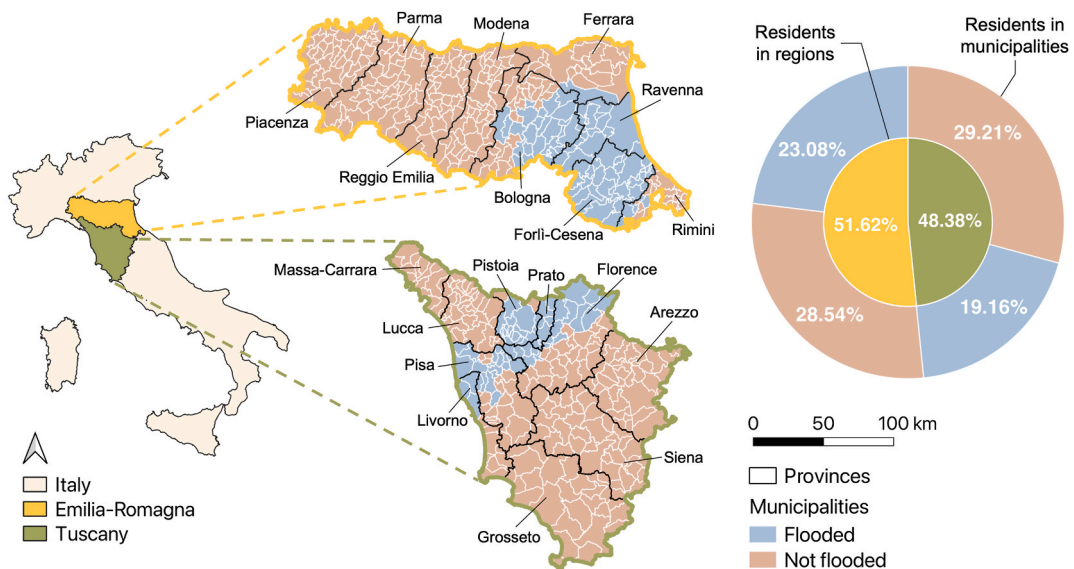 Parma
Modena
Ferrara
Ravenna
Piacenza
Reggio Emilia
Bologna
Forlì-Cesena
Rimini
Massa-Carrara
Pistoia
Prato
Florence
Arezzo
Lucca
Pisa
Livorno
Siena
Grosseto
Italy
Emilia-Romagna
Tuscany
Residents
in regions
Residents in
municipalities
23.08%
29.21%
51.62%
48.38%
28.54%
19.16%
0 50 100 km
Provinces
Municipalities
Flooded
Not flooded